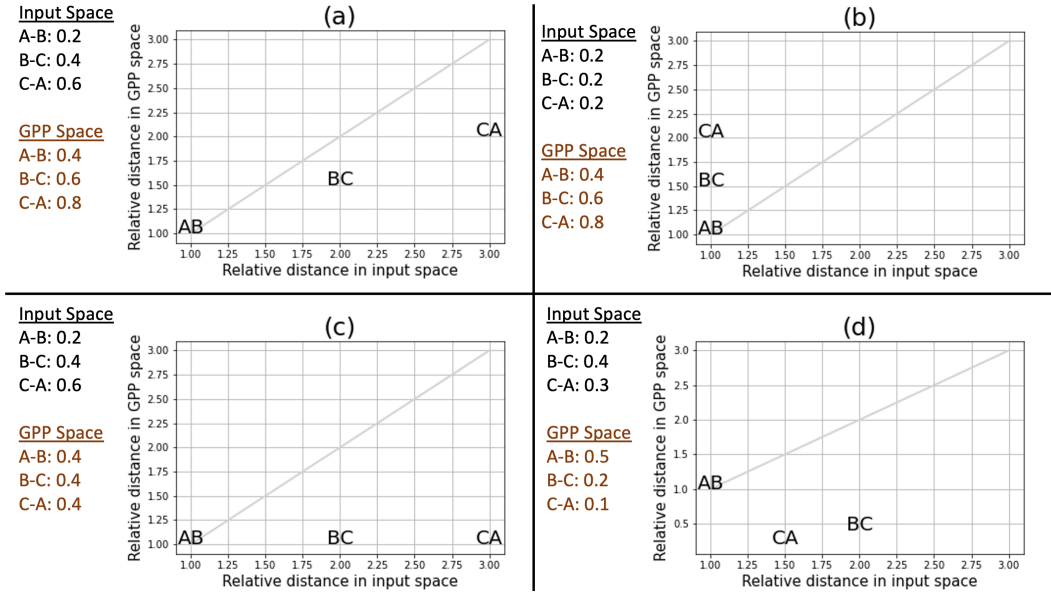 Input Space
A-B: 0.2
B-C: 0.4
C-A: 0.6
GPP Space
A-B: 0.4
B-C: 0.6
C-A: 0.8
(a)
Relative distance in GPP space
3.00
2.75
2.50
2.25
2.00
1.75
1.50
1.25
1.00
CA
BC
AB
1.00 1.25 1.50 1.75 2.00 2.25 2.50 2.75 3.00
Relative distance in input space
Input Space
A-B: 0.2
B-C: 0.2
C-A: 0.2
GPP Space
A-B: 0.4
B-C: 0.6
C-A: 0.8
(b)
Relative distance in GPP space
3.00
2.75
2.50
2.25
2.00
1.75
1.50
1.25
1.00
CA
BC
AB
1.00 1.25 1.50 1.75 2.00 2.25 2.50 2.75 3.00
Relative distance in input space
Input Space
A-B: 0.2
B-C: 0.4
C-A: 0.6
GPP Space
A-B: 0.4
B-C: 0.4
C-A: 0.4
(c)
Relative distance in GPP space
3.00
2.75
2.50
2.25
2.00
1.75
1.50
1.25
1.00
AB BC CA
1.00 1.25 1.50 1.75 2.00 2.25 2.50 2.75 3.00
Relative distance in input space
Input Space
A-B: 0.2
B-C: 0.4
C-A: 0.3
GPP Space
A-B: 0.5
B-C: 0.2
C-A: 0.1
(d)
Relative distance in GPP space
3.0
2.5
2.0
1.5
1.0
0.5
AB
BC
CA
1.00 1.25 1.50 1.75 2.00 2.25 2.50 2.75 3.00
Relative distance in input space